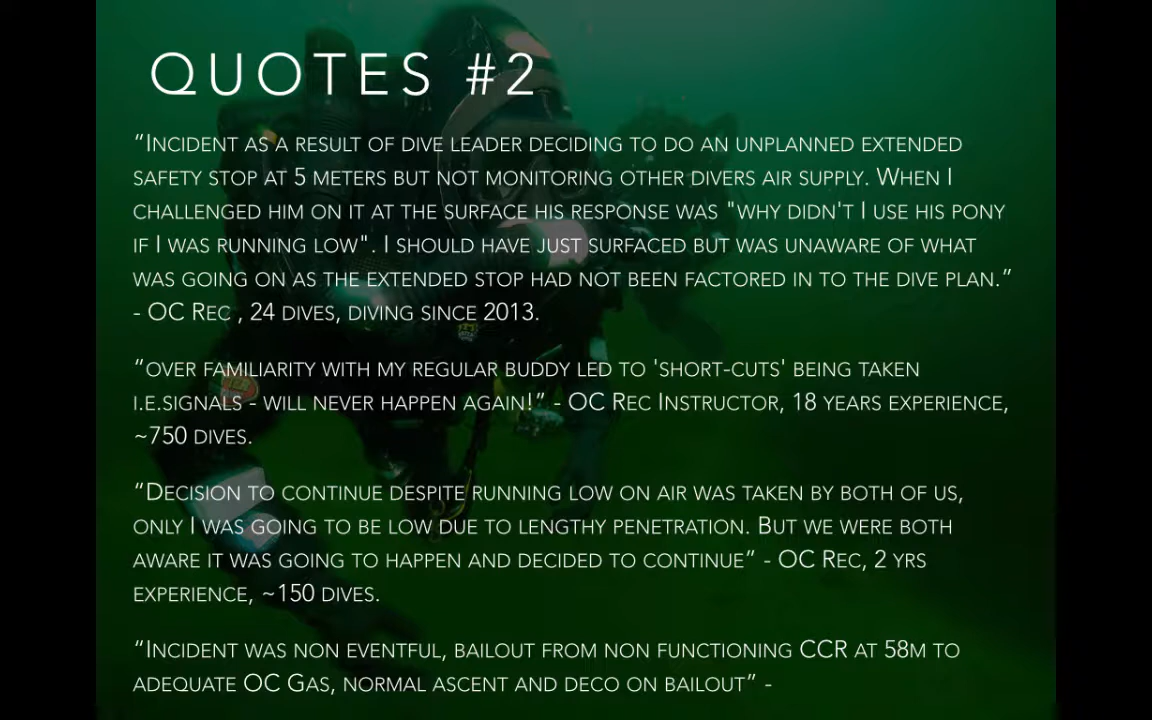 QUOTES #2
“INCIDENT AS A RESULT OF DIVE LEADER DECIDING TO DO AN UNPLANNED EXTENDED
SAFETY STOP AT 5 METERS BUT NOT MONITORING OTHER DIVERS AIR SUPPLY. WHEN I
CHALLENGED HIM ON IT AT THE SURFACE HIS RESPONSE WAS "WHY DIDN'T I USE HIS PONY
IF I WAS RUNNING LOW". I SHOULD HAVE JUST SURFACED BUT WAS UNAWARE OF WHAT
WAS GOING ON AS THE EXTENDED STOP HAD NOT BEEN FACTORED IN TO THE DIVE PLAN.”
- OC REC , 24 DIVES, DIVING SINCE 2013.
“OVER FAMILIARITY WITH MY REGULAR BUDDY LED TO 'SHORT-CUTS' BEING TAKEN
I.E.SIGNALS - WILL NEVER HAPPEN AGAIN!” - OC REC INSTRUCTOR, 18 YEARS EXPERIENCE,
~750 DIVES.
“DECISION TO CONTINUE DESPITE RUNNING LOW ON AIR WAS TAKEN BY BOTH OF US,
ONLY I WAS GOING TO BE LOW DUE TO LENGTHY PENETRATION. BUT WE WERE BOTH
AWARE IT WAS GOING TO HAPPEN AND DECIDED TO CONTINUE” - OC REC, 2 YRS
EXPERIENCE, ~150 DIVES.
“INCIDENT WAS NON EVENTFUL, BAILOUT FROM NON FUNCTIONING CCR AT 58M TO
ADEQUATE OC GAS, NORMAL ASCENT AND DECO ON BAILOUT” -